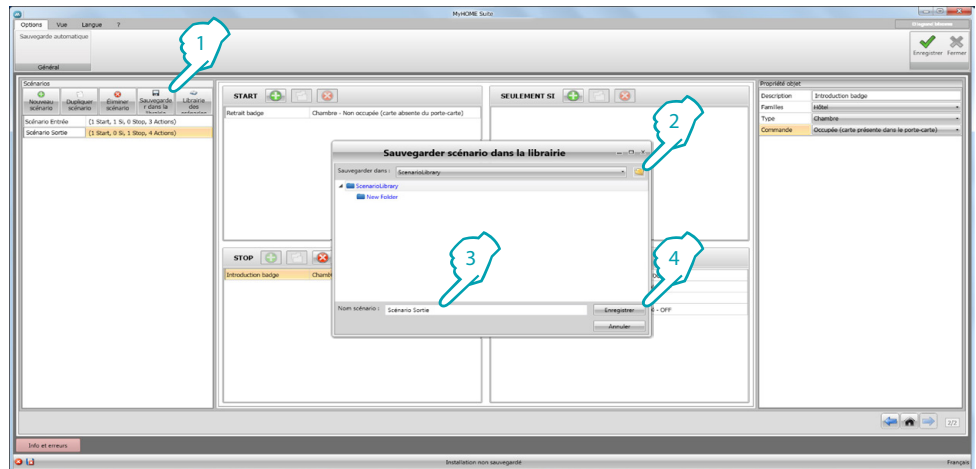 MyHOME Suite
Options Vue Langue ?
Sauvegarde automatique
Général
Enregistrer Fermer
1
Scénarios
Nouveau scénario
Dupliquer scénario
Éliminer scénario
Sauvegarde r dans la
Librairie des
Scénario Entrée (1 Start, 1 Si, 0 Stop, 3 Actions)
Scénario Sortie (1 Start, 0 Si, 1 Stop, 4 Actions)
START
Retrait badge Chambre - Non occupée (carte absente du porte-carte)
SEULEMENT SI
2
Propriété objet
Description Introduction badge
Familles Hôtel
Type Chambre
Commande Occupée (carte présente dans le porte-carte)
Sauvegarder scénario dans la librairie
Sauvegarder dans : ScenarioLibrary
ScenarioLibrary
New Folder
3
4
STOP
Introduction badge
- OFF
Nom scénario : Scénario Sortie
Enregistrer
Annuler
2/2
Info et erreurs
Installation non sauvegardé
Français